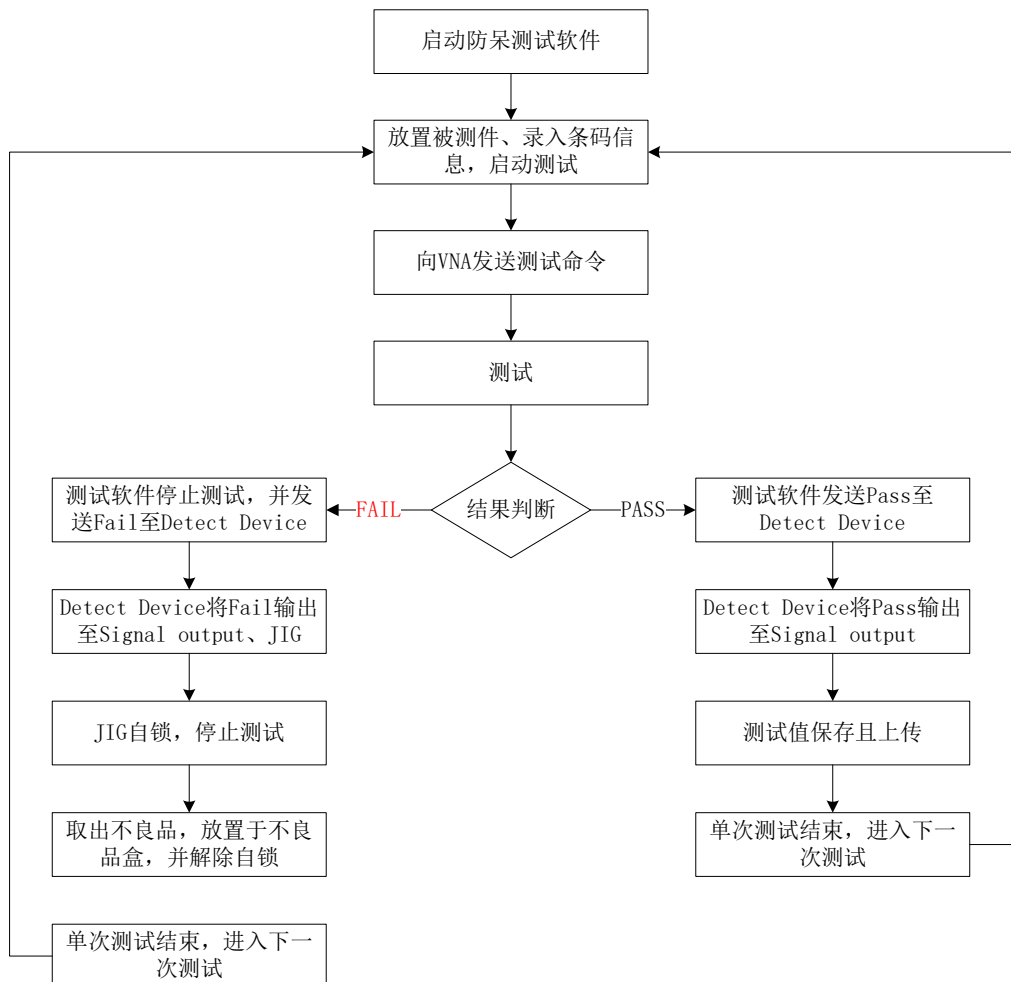 启动防呆测试软件
放置被测件、录入条码信
息，启动测试
向VNA发送测试命令
测试
结果判断
FAIL
PASS
测试软件停止测试，并发
送Fail至Detect Device
Detect Device将Fail输出
至Signal output、JIG
JIG自锁，停止测试
取出不良品，放置于不良
品盒，并解除自锁
单次测试结束，进入下一
次测试
测试软件发送Pass至
Detect Device
Detect Device将Pass输出
至Signal output
测试值保存且上传
单次测试结束，进入下一
次测试